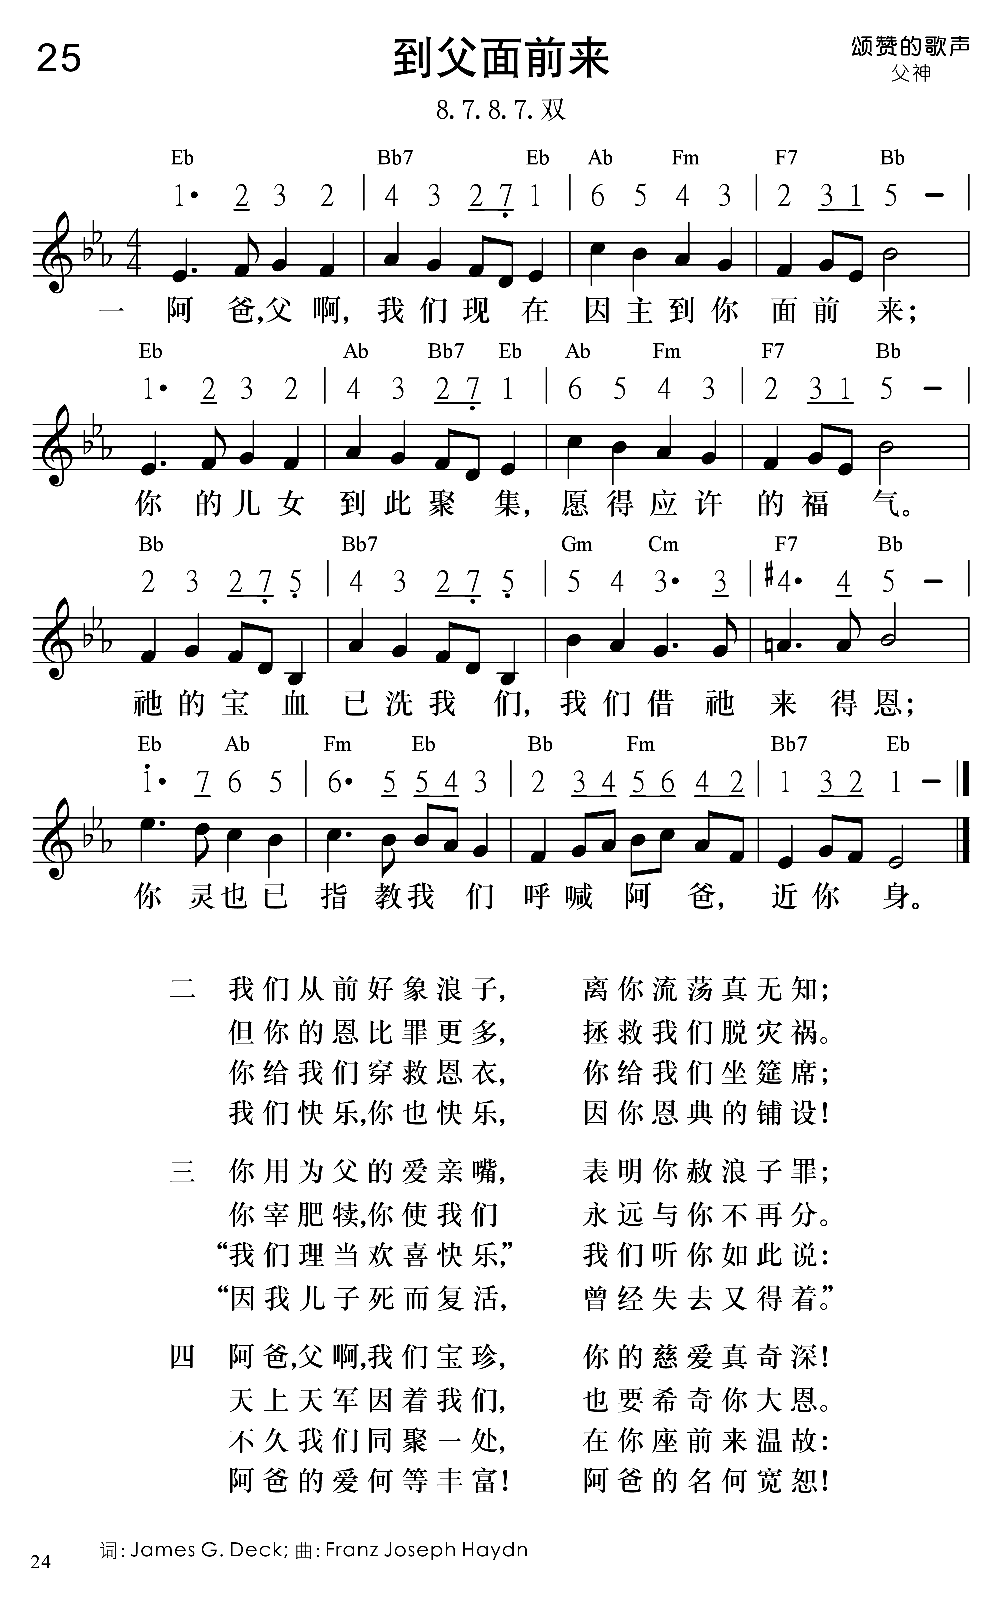 25
到父面前来
颂赞的歌声
父神
8. 7. 8. 7. 双
Eb Bb7 Eb Ab Fm F7 Bb
1· 2 3 2 | 4 3 2 7 1 | 6 5 4 3 | 2 3 1 5 – |
4
4
一 阿爸,父啊,我们现在因主到你面前来;
Eb Ab Bb7 Eb Ab Fm F7 Bb
1· 2 3 2 | 4 3 2 7 1 | 6 5 4 3 | 2 3 1 5 – |
你的儿女到此聚集,愿得应许的福气。
Bb Bb7 Gm Cm F7 Bb
2 3 2 7 5 | 4 3 2 7 5 | 5 4 3· 3 | #4· 4 5 – |
祂的宝血已洗我们,我们借祂来得恩;
Eb Ab Fm Eb Bb Fm Bb7 Eb
1· 7 6 5 | 6· 5 5 4 3 | 2 3 4 5 6 4 2 | 1 3 2 1 – ‖
你灵也已指教我们呼喊阿爸,近你身。
二 我们从前好象浪子, 离你流荡真无知;
但你的恩比罪更多, 拯救我们脱灾祸。
你给我们穿救恩衣, 你给我们坐筵席;
我们快乐,你也快乐, 因你恩典的铺设!
三 你用为父的爱亲嘴, 表明你赦浪子罪;
你宰肥犊,你使我们 永远与你不再分。
“我们理当欢喜快乐,” 我们听你如此说:
“因我儿子死而复活, 曾经失去又得着。”
四 阿爸,父啊,我们宝珍, 你的慈爱真奇深!
天上天军因着我们, 也要希奇你大恩。
不久我们同聚一处, 在你座前来温故:
阿爸的爱何等丰富! 阿爸的名何宽恕!
词: James G. Deck; 曲: Franz Joseph Haydn
24